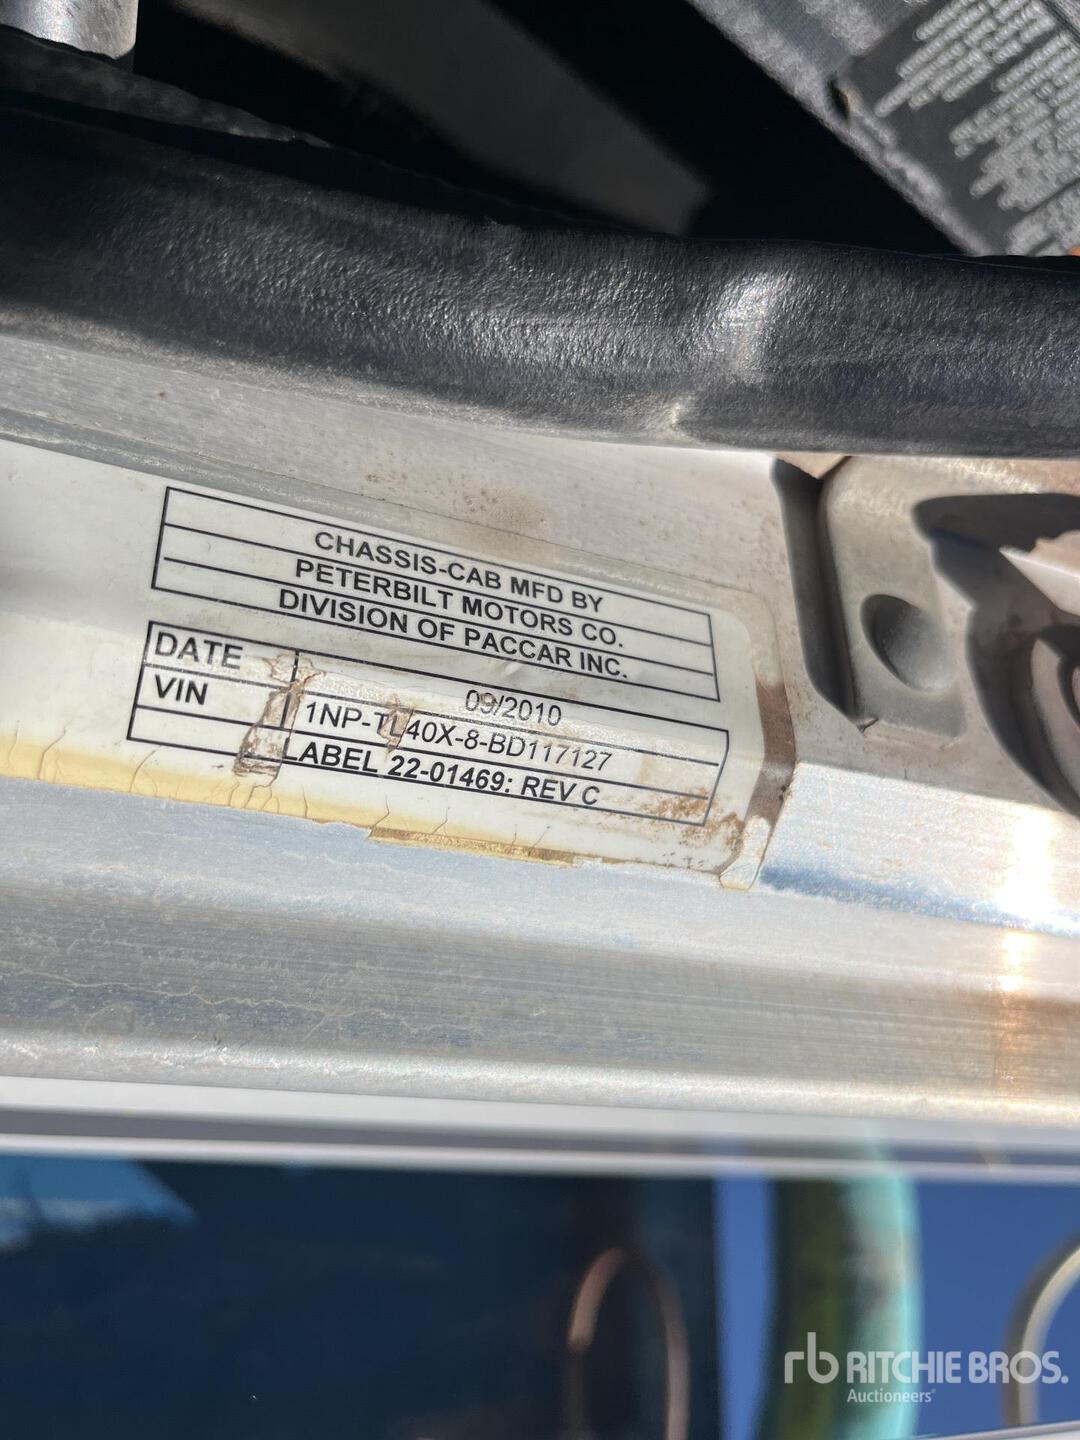 CHASSIS-CAB MFD BY
PETERBILT MOTORS CO.
DIVISION OF PACCAR INC.
DATE 09/2010
VIN 1NP-TL40X-8-BD117127
LABEL 22-01469: REV C
rb RITCHIE BROS.
Auctioneers